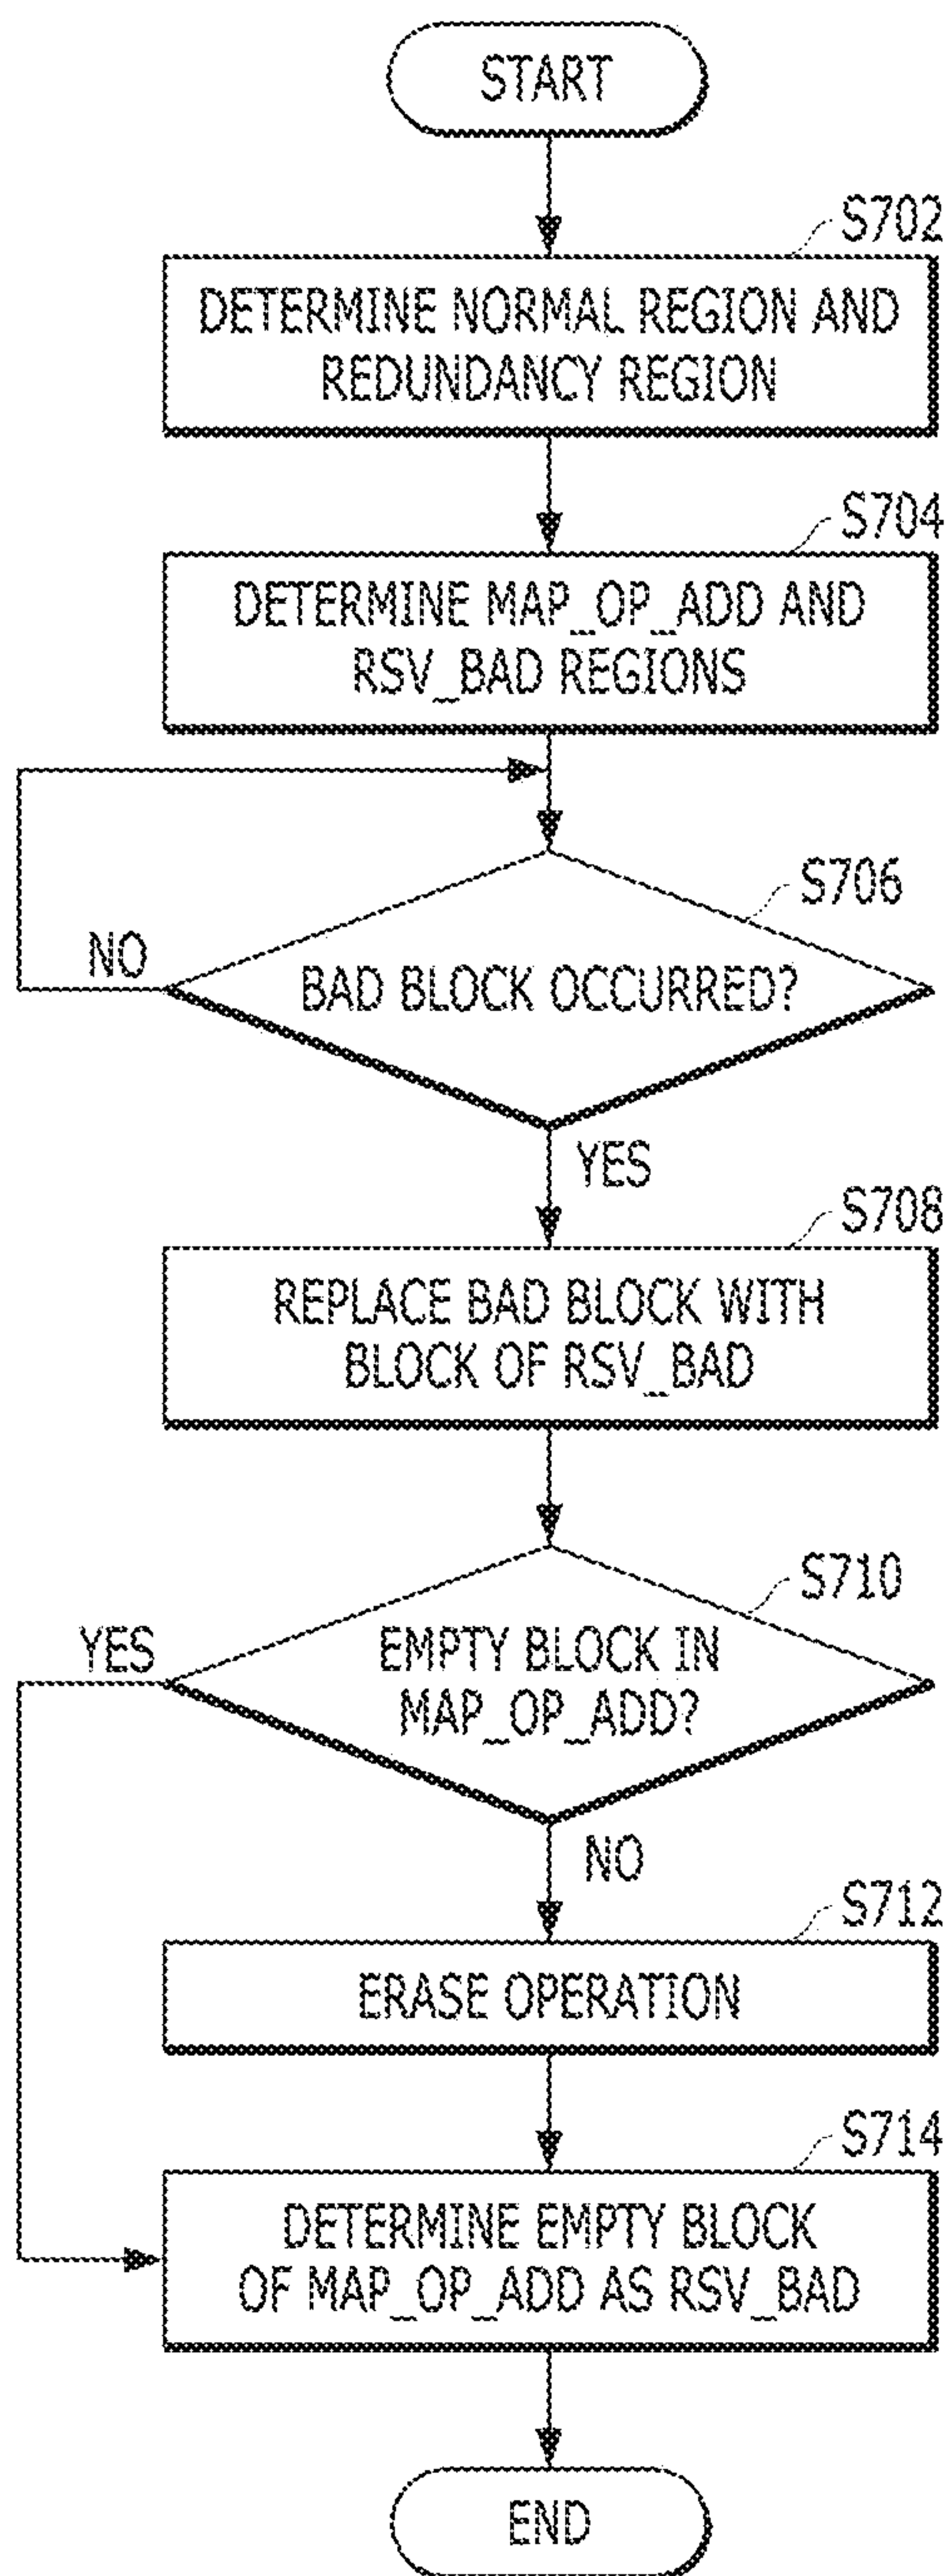 START
S702
DETERMINE NORMAL REGION AND
REDUNDANCY REGION
S704
DETERMINE MAP_OP_ADD AND
RSV_BAD REGIONS
S706
NO
BAD BLOCK OCCURRED?
YES
S708
REPLACE BAD BLOCK WITH
BLOCK OF RSV_BAD
S710
YES
EMPTY BLOCK IN
MAP_OP_ADD?
NO
S712
ERASE OPERATION
S714
DETERMINE EMPTY BLOCK
OF MAP_OP_ADD AS RSV_BAD
END